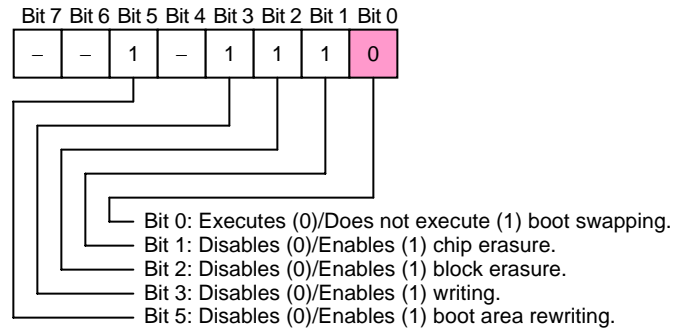 Bit 7 Bit 6 Bit 5 Bit 4 Bit 3 Bit 2 Bit 1 Bit 0
– – 1 – 1 1 1 0
Bit 0: Executes (0)/Does not execute (1) boot swapping.
Bit 1: Disables (0)/Enables (1) chip erasure.
Bit 2: Disables (0)/Enables (1) block erasure.
Bit 3: Disables (0)/Enables (1) writing.
Bit 5: Disables (0)/Enables (1) boot area rewriting.